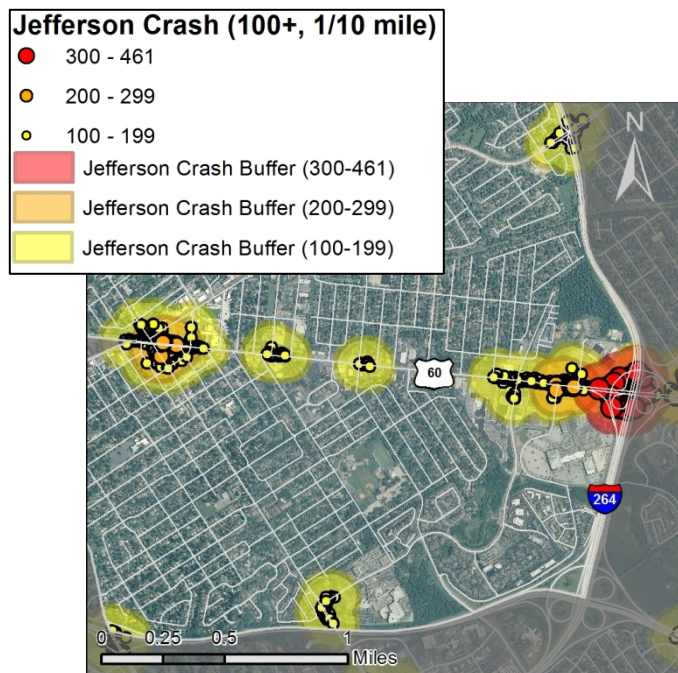 Jefferson Crash (100+, 1/10 mile)
300 - 461
200 - 299
100 - 199
Jefferson Crash Buffer (300-461)
Jefferson Crash Buffer (200-299)
Jefferson Crash Buffer (100-199)
N
60
264
0 0.25 0.5 1
Miles